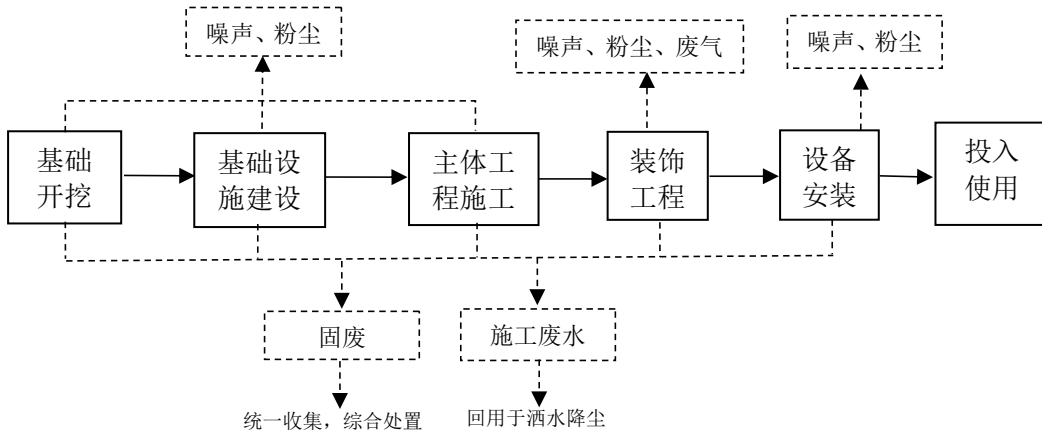 噪声、粉尘
噪声、粉尘、废气
噪声、粉尘
基础
开挖
基础设
施建设
主体工
程施工
装饰
工程
设备
安装
投入
使用
固废
施工废水
统一收集，综合处置
回用于洒水降尘